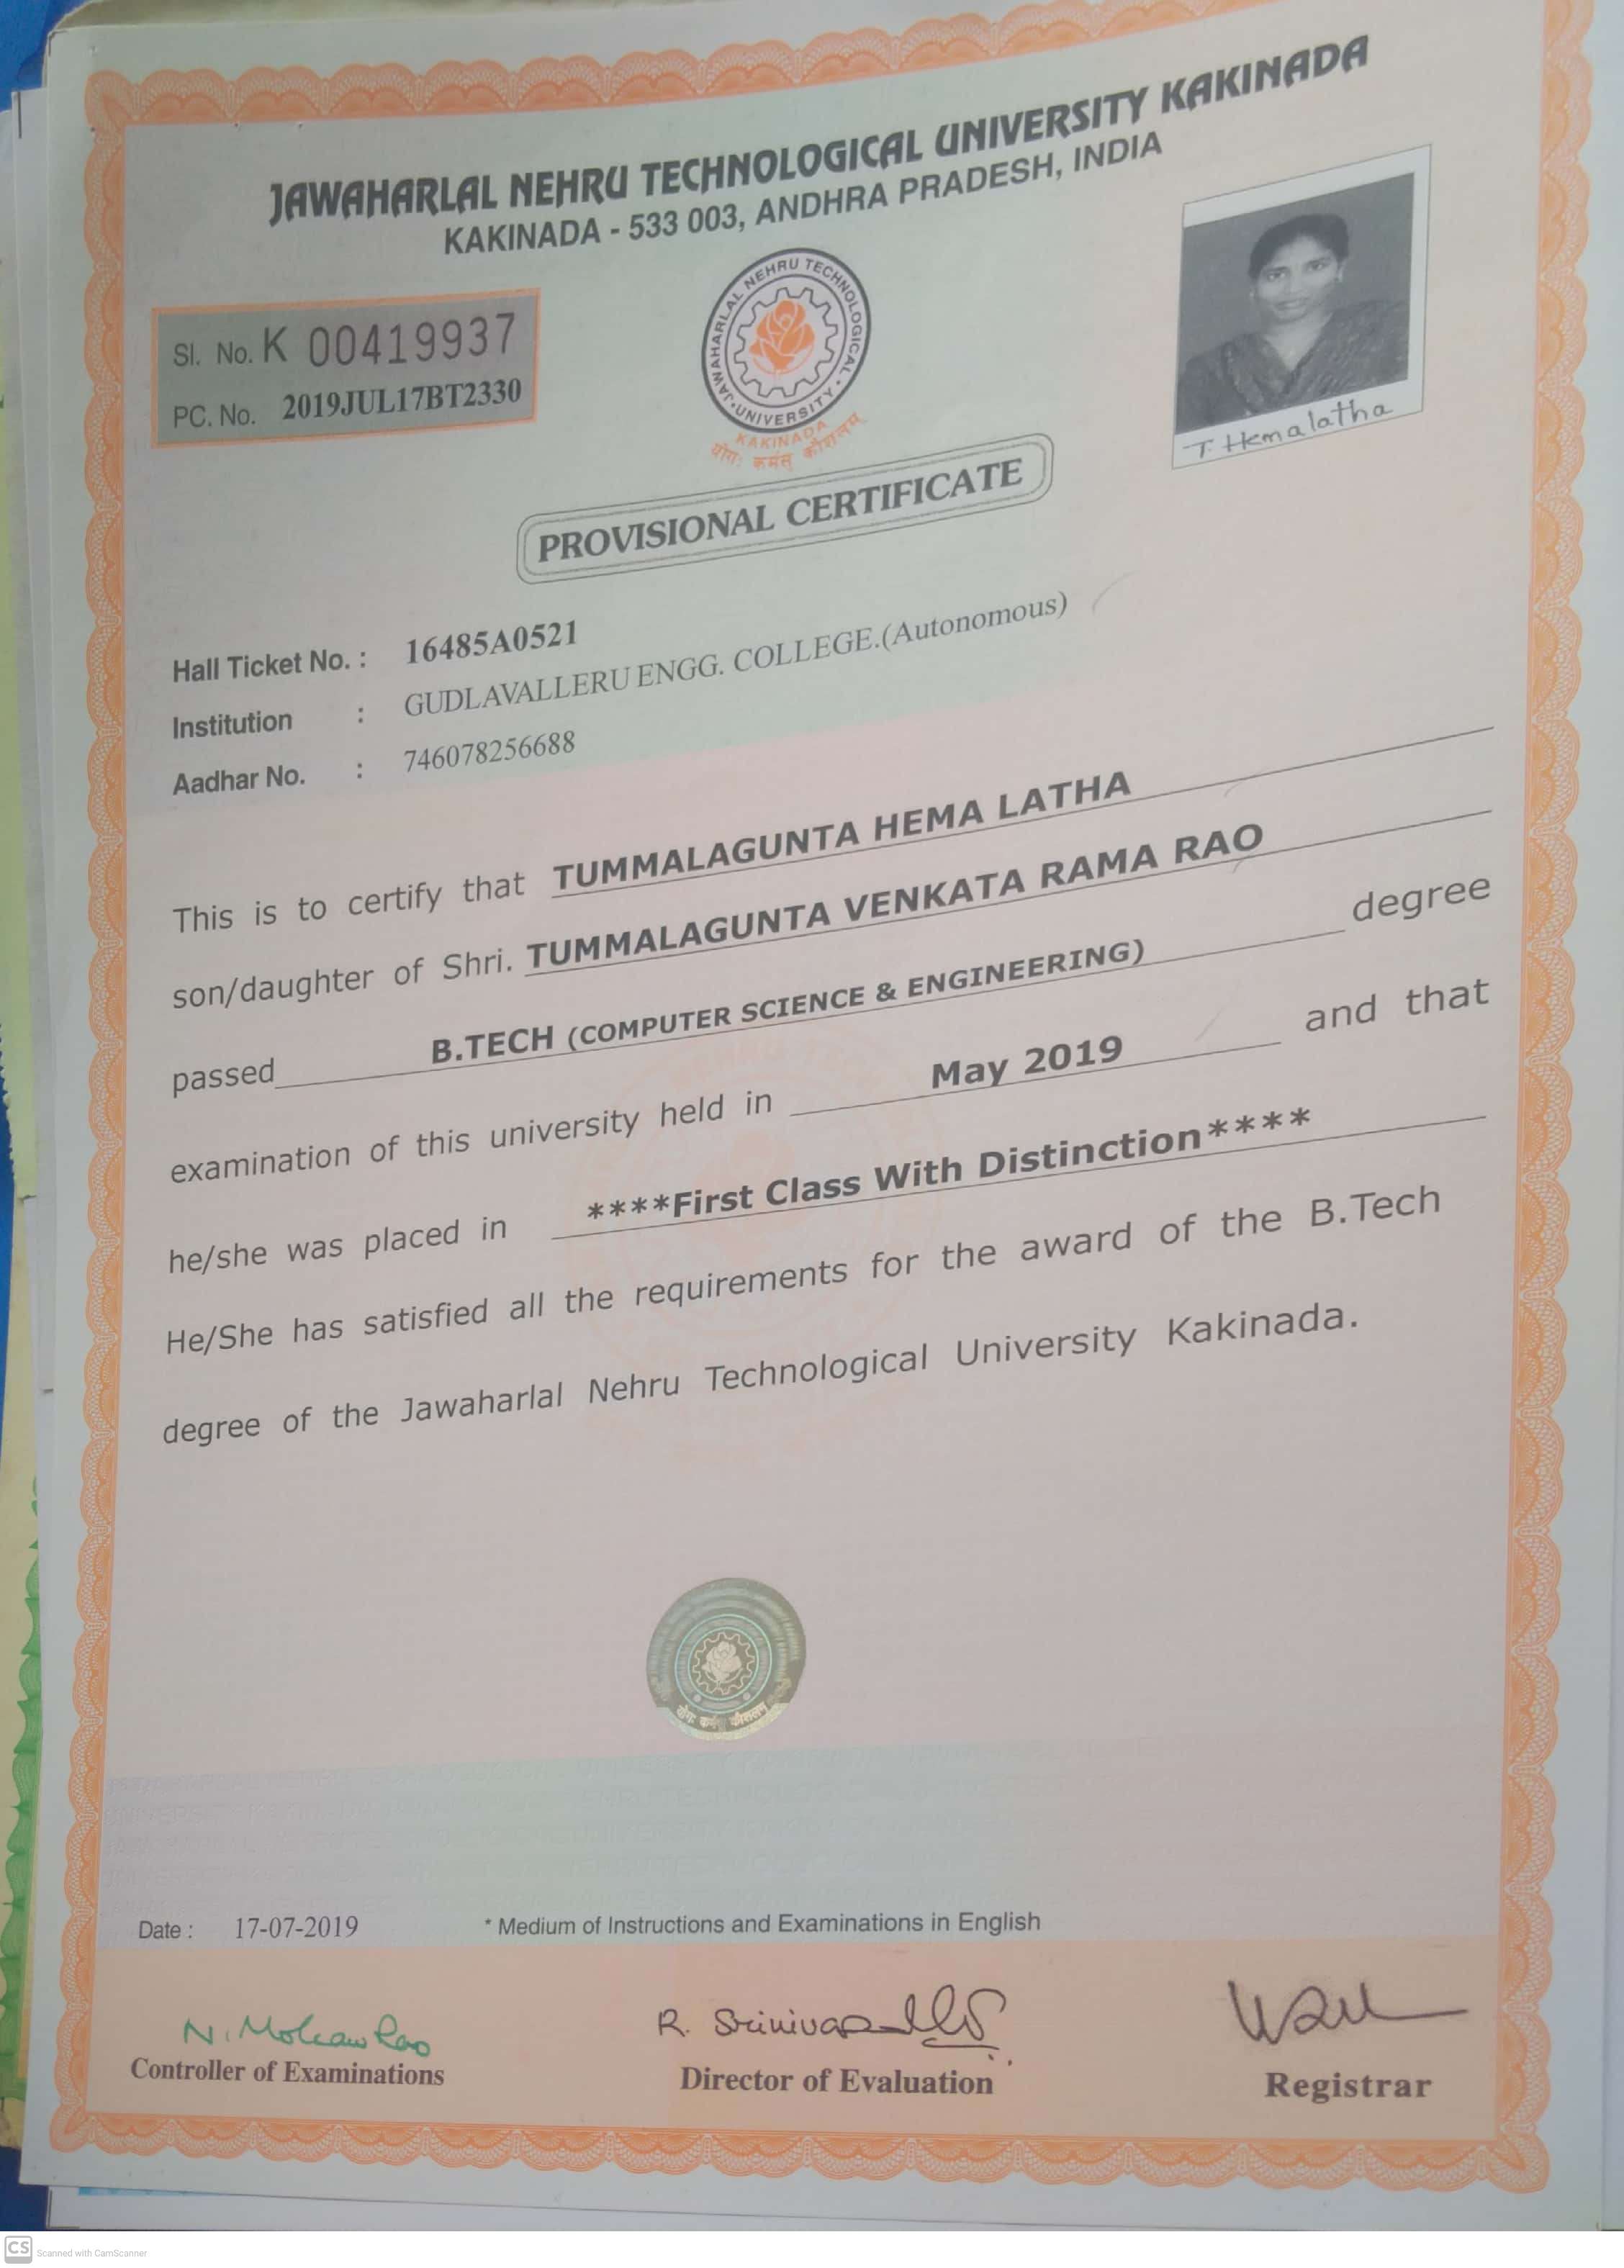 JAWAHARLAL NEHRU TECHNOLOGICAL UNIVERSITY KAKINADA
KAKINADA - 533 003, ANDHRA PRADESH, INDIA
Sl. No. K 00419937
PC. No. 2019JUL17BT2330
JAWAHARLAL NEHRU TECHNOLOGICAL UNIVERSITY
KAKINADA
योगः कर्मसु कौशलम्
T. Hemalatha
PROVISIONAL CERTIFICATE
Hall Ticket No. : 16485A0521
Institution : GUDLAVALLERU ENGG. COLLEGE.(Autonomous)
Aadhar No. : 746078256688
This is to certify that TUMMALAGUNTA HEMA LATHA
son/daughter of Shri. TUMMALAGUNTA VENKATA RAMA RAO
passed B.TECH (COMPUTER SCIENCE & ENGINEERING) degree
examination of this university held in May 2019 and that
he/she was placed in ****First Class With Distinction****
He/She has satisfied all the requirements for the award of the B.Tech
degree of the Jawaharlal Nehru Technological University Kakinada.
Date : 17-07-2019 * Medium of Instructions and Examinations in English
N. Mohan Rao
R. Srinivas
Controller of Examinations
Director of Evaluation
Registrar
CS Scanned with CamScanner